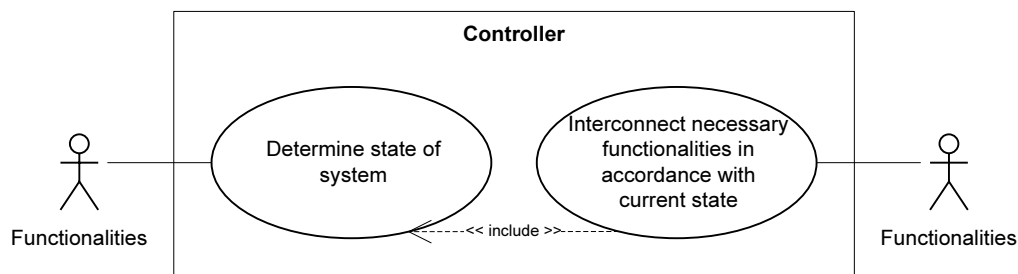 Controller
Determine state of
system
Interconnect necessary
functionalities in
accordance with
current state
<< include >>
Functionalities
Functionalities